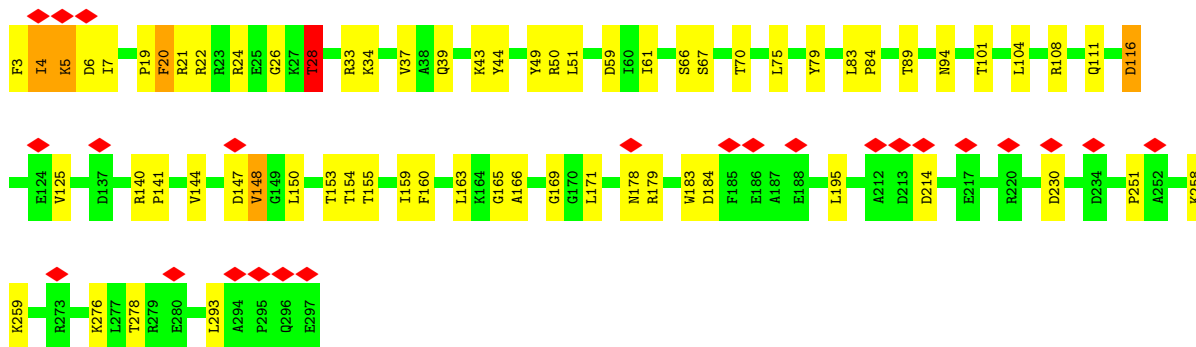 F3 I4 K5 D6 I7 P19 F20 R21 R22 R23 R24 E25 G26 K27 T28 R33 K34 V37 A38 Q39 K43 Y44 Y49 R50 L51 D59 I60 I61 S66 S67 T70 L75 Y79 L83 P84 T89 N94 T101 L104 R108 Q111 D116
E124 V125 D137 R140 P141 V144 D147 V148 G149 L150 T153 T154 T155 I159 F160 L163 K164 G165 A166 G169 G170 L171 N178 R179 W183 D184 F185 E186 A187 E188 L195 A212 D213 D214 E217 R220 D230 D234 P251 A252 K258
K259 R273 K276 L277 T278 R279 E280 L293 A294 P295 Q296 E297